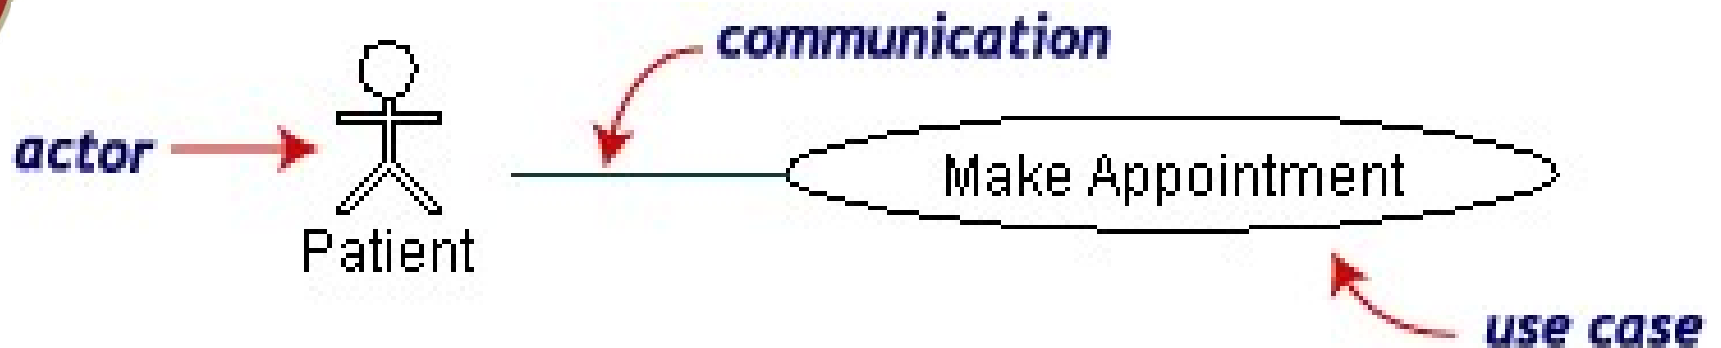 communication
actor
Make Appointment
Patient
use case